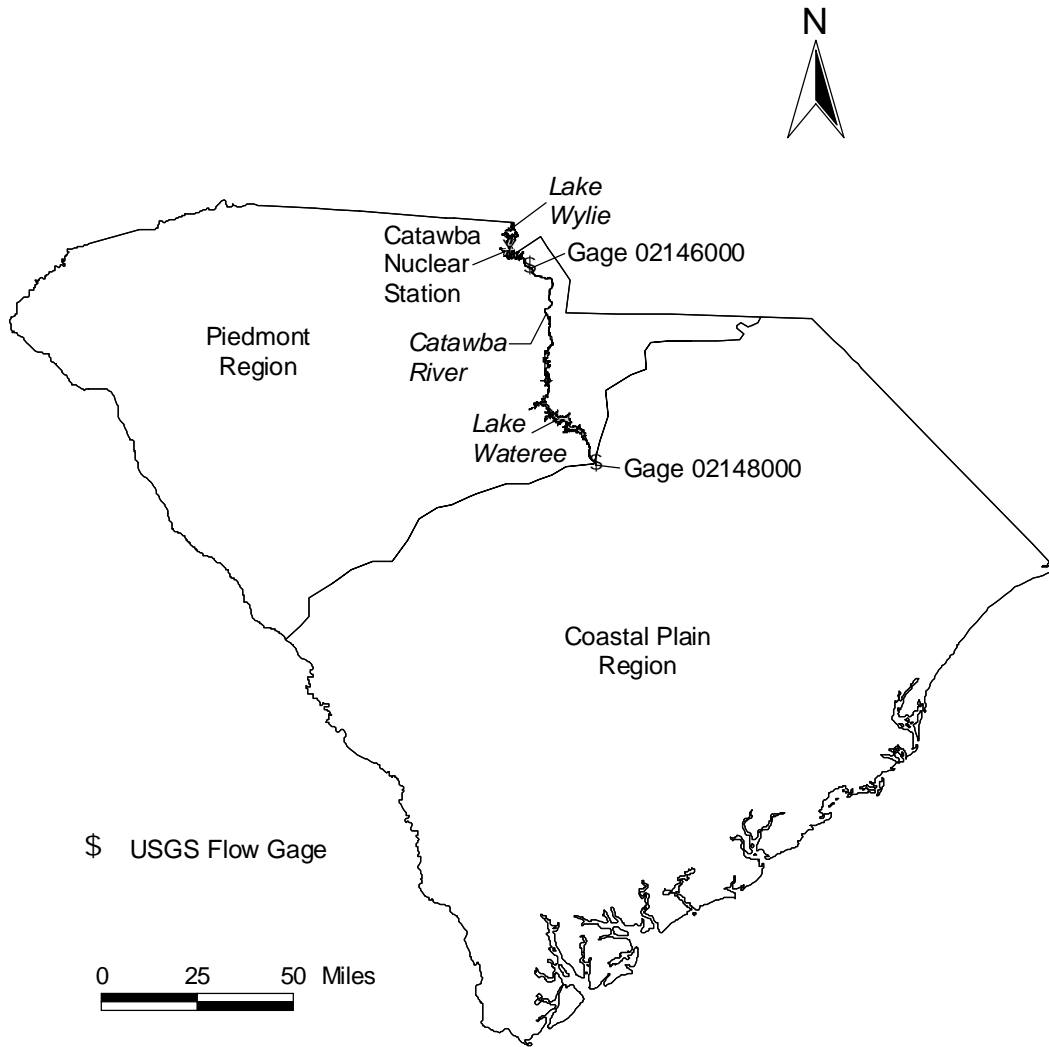 N
Lake
Wylie
Catawba
Nuclear
Station
Gage 02146000
Piedmont
Region
Catawba
River
Lake
Wateree
Gage 02148000
Coastal Plain
Region
$ USGS Flow Gage
0 25 50 Miles